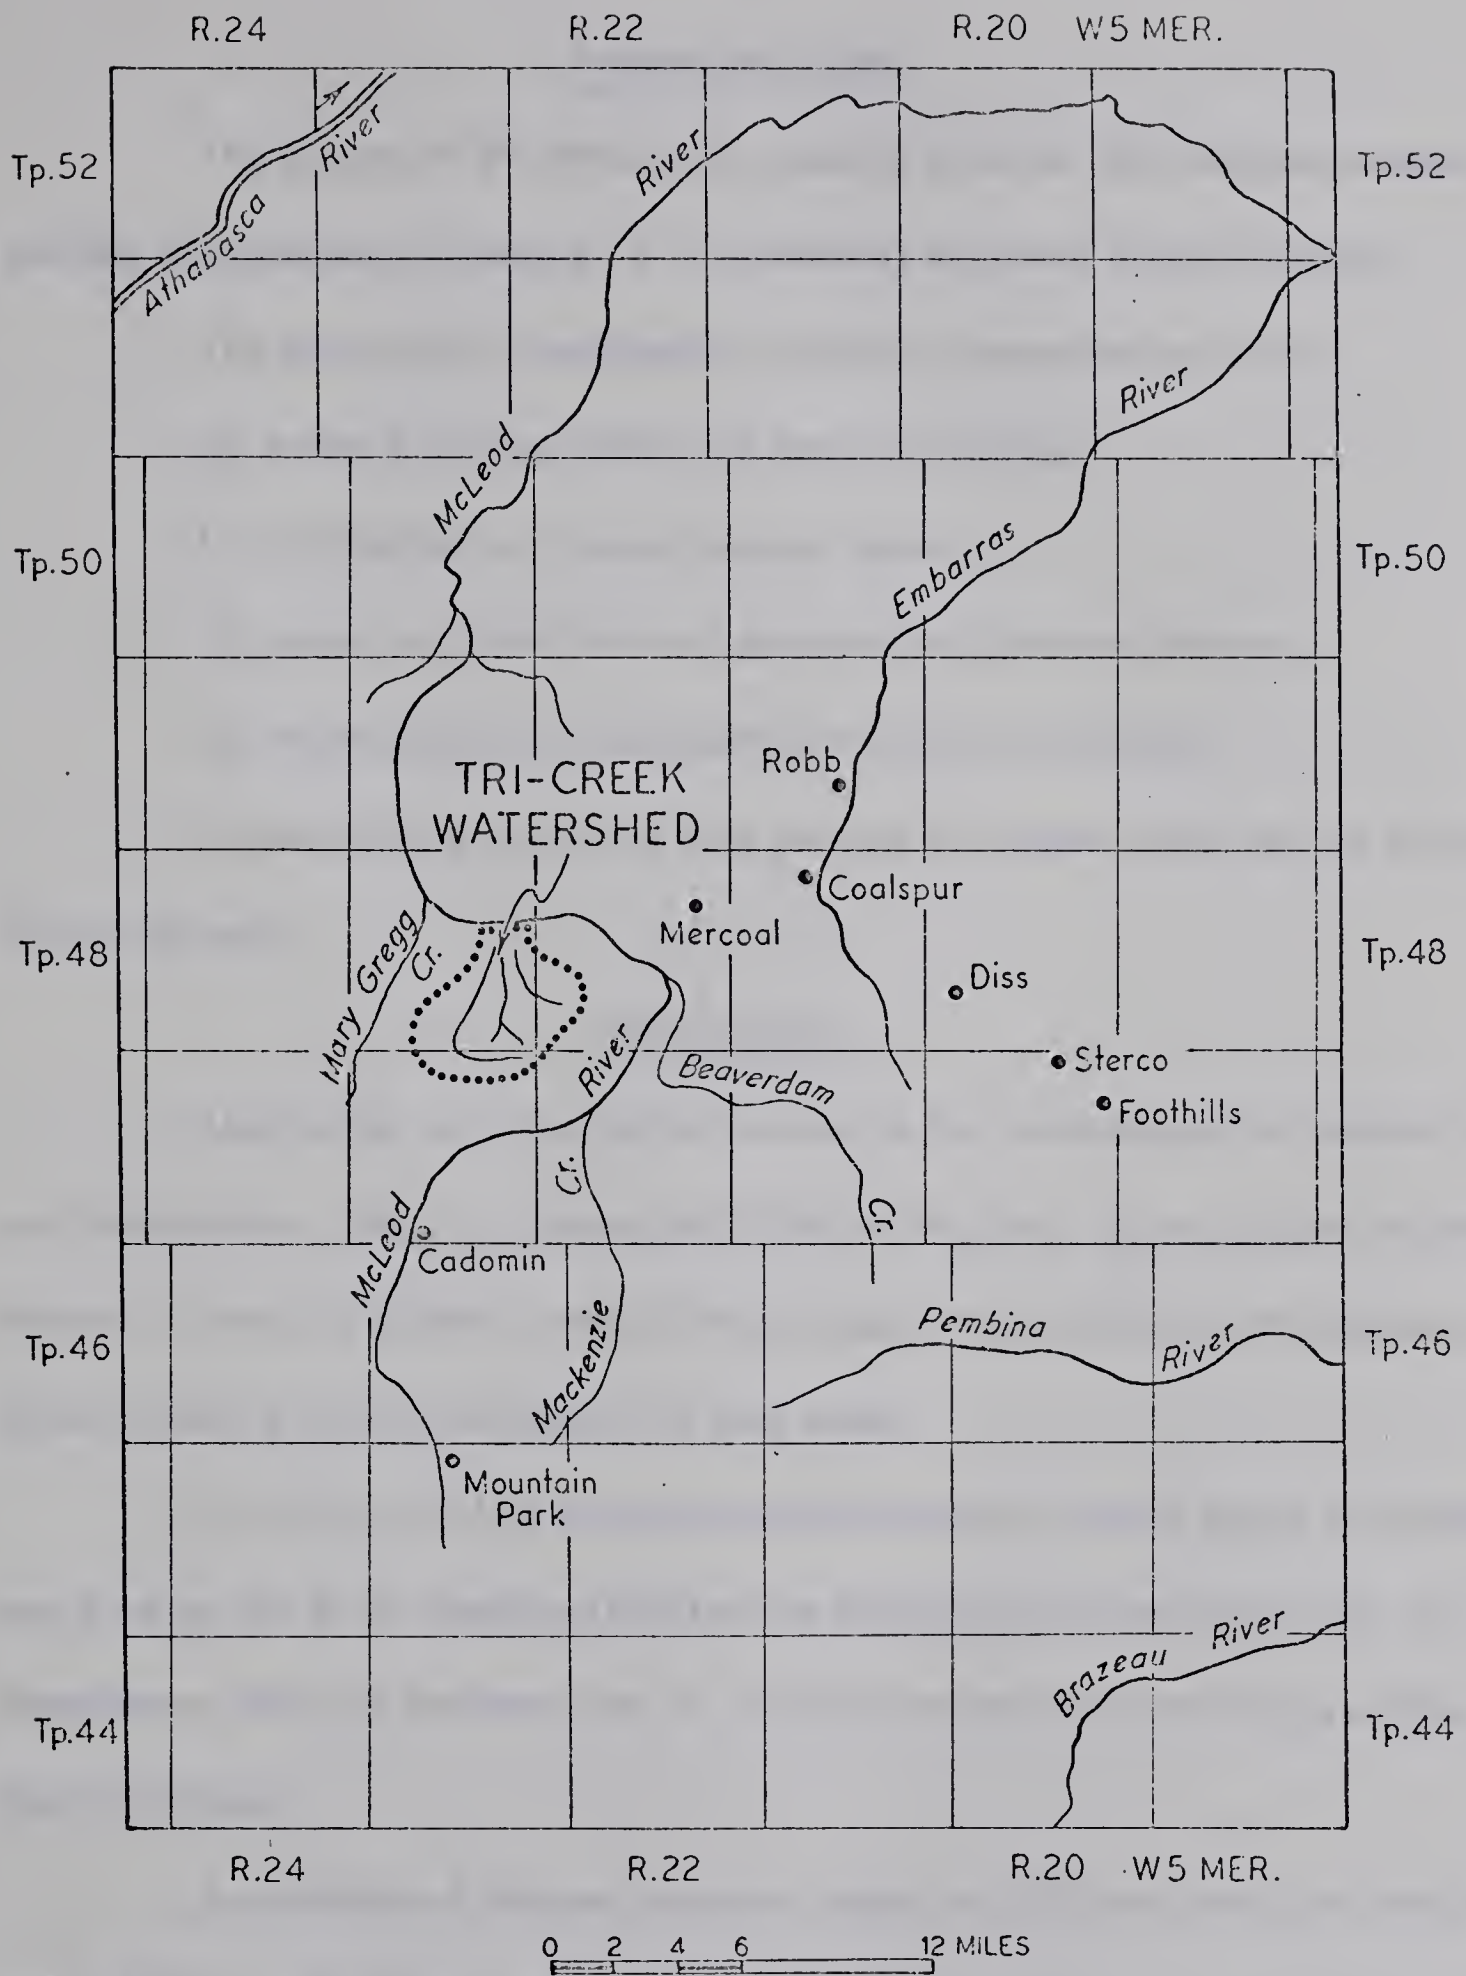 R.24 R.22 R.20 W5 MER.
Tp.52 Tp.52
River
River
Athabasca
River
McLeod
Tp.50 Tp.50
Embarras
Robb
TRI-CREEK
WATERSHED
Coalspur
Mercoal
Mary Gregg
Cr.
Tp.48 Tp.48
Diss
River
Sterco
Beaverdam
Foothills
Cr.
McLeod
Cr.
Cadomin
Mackenzie
Pembina
River
Tp.46 Tp.46
Mountain
Park
River
Brazeau
Tp.44 Tp.44
R.24 R.22 R.20 W5 MER.
0 2 4 6 12 MILES